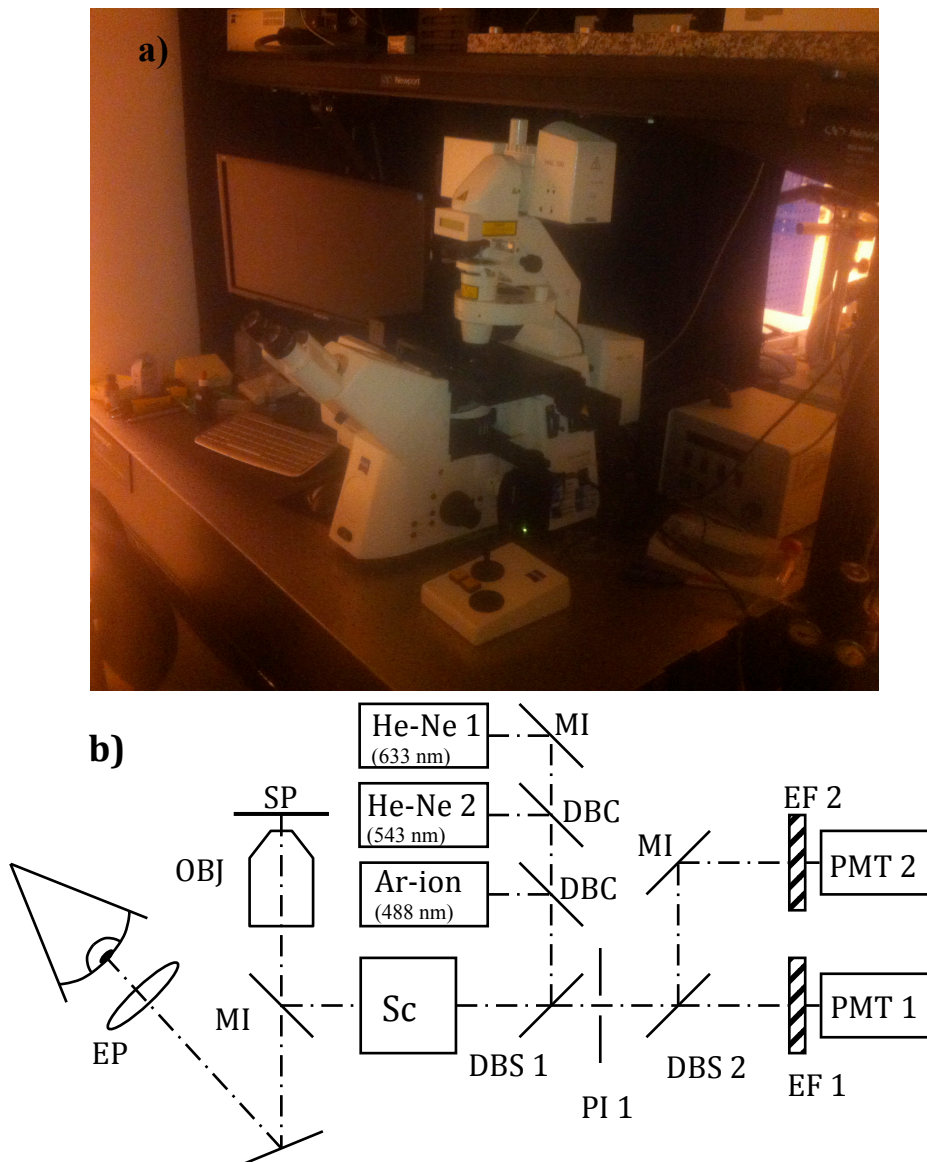 a)
Newport
b)
He-Ne 1
(633 nm)
MI
He-Ne 2
(543 nm)
DBC
Ar-ion
(488 nm)
DBC
SP
OBJ
MI
EP
Sc
DBS 1
PI 1
MI
DBS 2
EF 2
PMT 2
PMT 1
EF 1